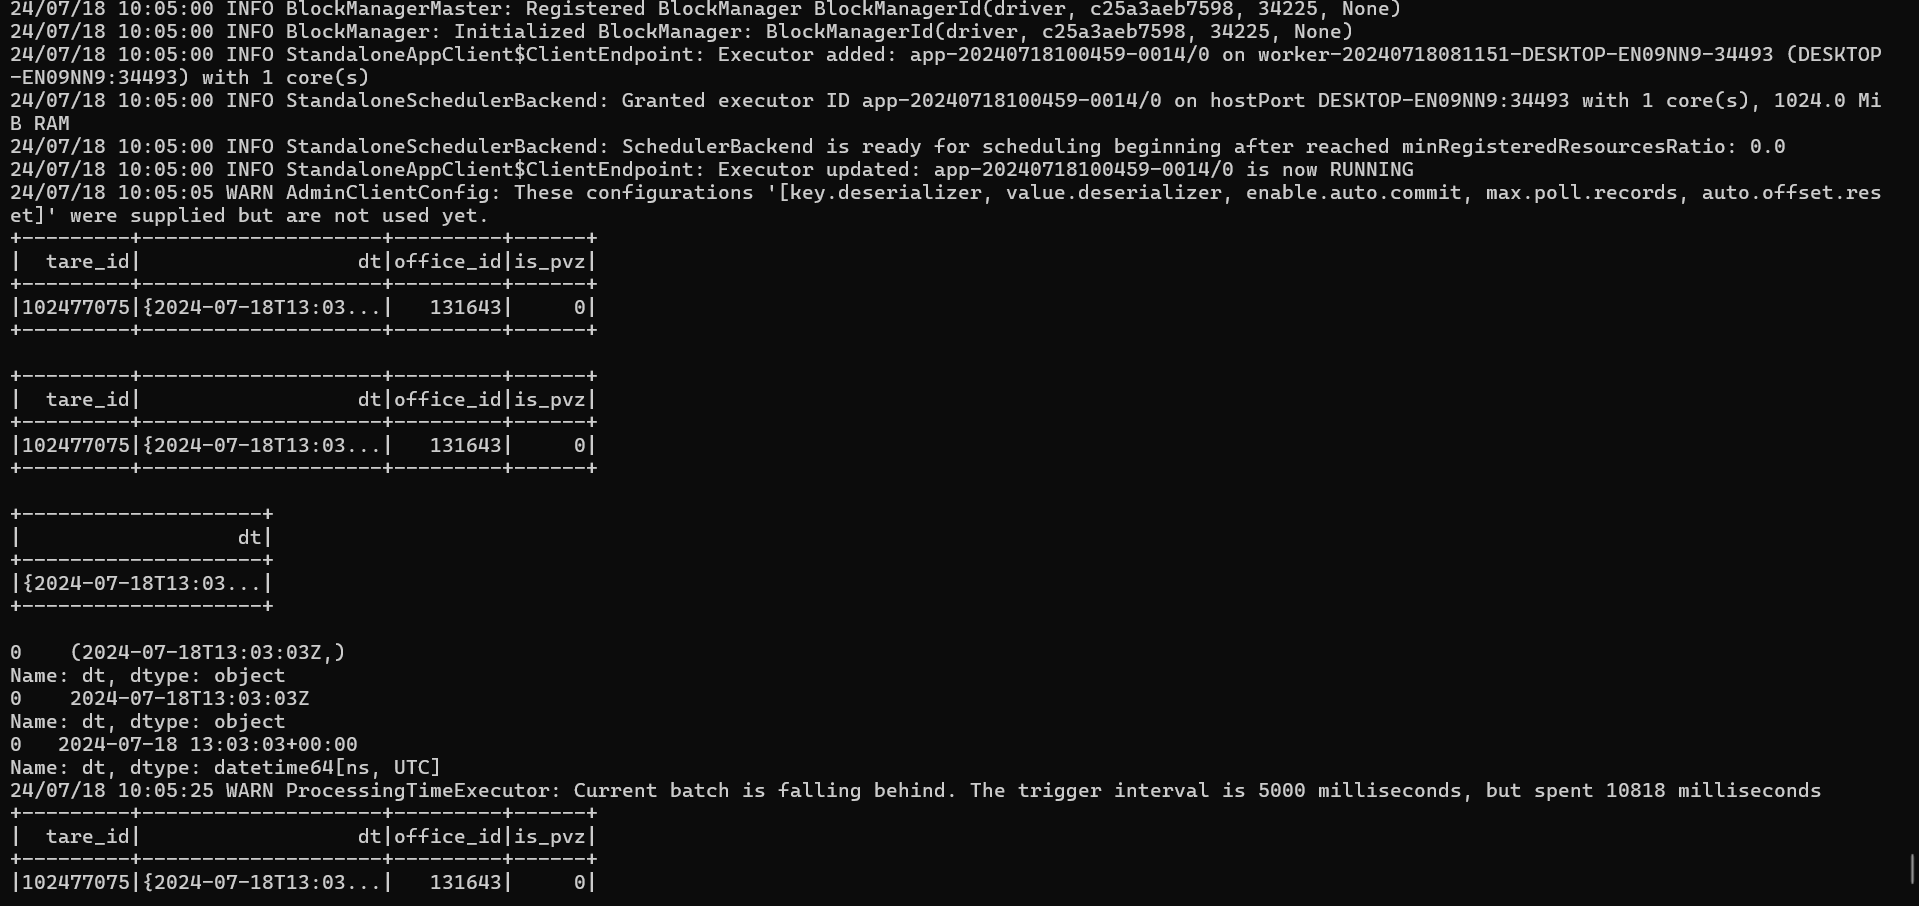 24/07/18 10:05:00 INFO BlockManagerMaster: Registered BlockManager BlockManagerId(driver, c25a3aeb7598, 34225, None)
24/07/18 10:05:00 INFO BlockManager: Initialized BlockManager: BlockManagerId(driver, c25a3aeb7598, 34225, None)
24/07/18 10:05:00 INFO StandaloneAppClient$ClientEndpoint: Executor added: app-20240718100459-0014/0 on worker-20240718081151-DESKTOP-EN09NN9-34493 (DESKTOP
-EN09NN9:34493) with 1 core(s)
24/07/18 10:05:00 INFO StandaloneSchedulerBackend: Granted executor ID app-20240718100459-0014/0 on hostPort DESKTOP-EN09NN9:34493 with 1 core(s), 1024.0 Mi
B RAM
24/07/18 10:05:00 INFO StandaloneSchedulerBackend: SchedulerBackend is ready for scheduling beginning after reached minRegisteredResourcesRatio: 0.0
24/07/18 10:05:00 INFO StandaloneAppClient$ClientEndpoint: Executor updated: app-20240718100459-0014/0 is now RUNNING
24/07/18 10:05:05 WARN AdminClientConfig: These configurations '[key.deserializer, value.deserializer, enable.auto.commit, max.poll.records, auto.offset.res
et]' were supplied but are not used yet.
+---------+--------------------+---------+------+
|  tare_id|                  dt|office_id|is_pvz|
+---------+--------------------+---------+------+
|102477075|{2024-07-18T13:03...|   131643|     0|
+---------+--------------------+---------+------+
+---------+--------------------+---------+------+
|  tare_id|                  dt|office_id|is_pvz|
+---------+--------------------+---------+------+
|102477075|{2024-07-18T13:03...|   131643|     0|
+---------+--------------------+---------+------+
+--------------------+
|                  dt|
+--------------------+
|{2024-07-18T13:03...|
+--------------------+
0    (2024-07-18T13:03:03Z,)
Name: dt, dtype: object
0    2024-07-18T13:03:03Z
Name: dt, dtype: object
0   2024-07-18 13:03:03+00:00
Name: dt, dtype: datetime64[ns, UTC]
24/07/18 10:05:25 WARN ProcessingTimeExecutor: Current batch is falling behind. The trigger interval is 5000 milliseconds, but spent 10818 milliseconds
+---------+--------------------+---------+------+
|  tare_id|                  dt|office_id|is_pvz|
+---------+--------------------+---------+------+
|102477075|{2024-07-18T13:03...|   131643|     0|